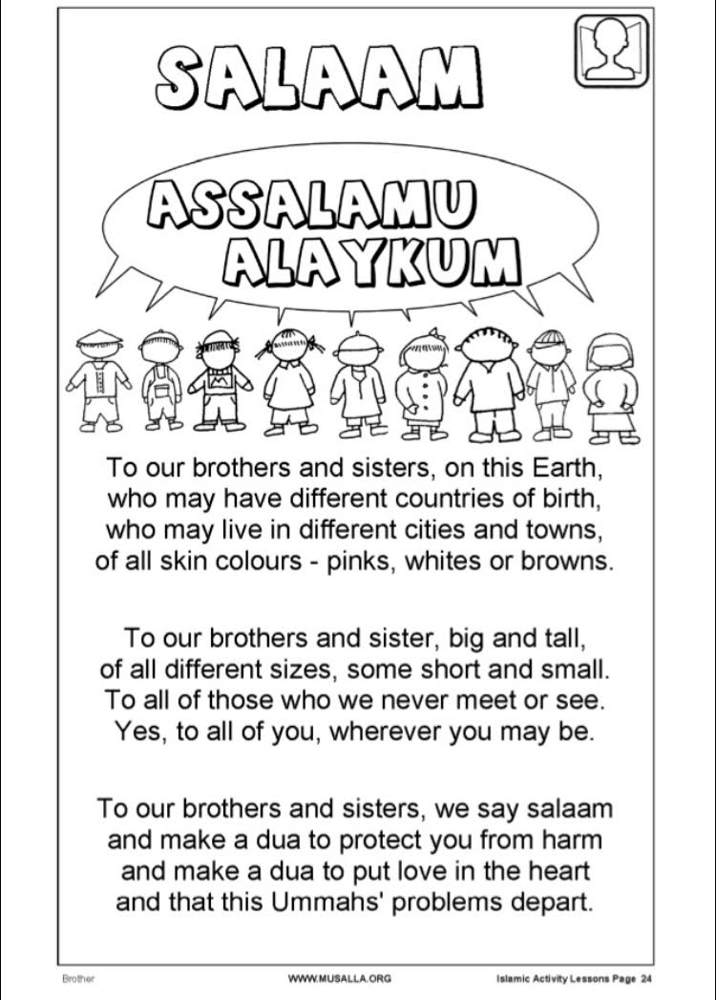 SALAAM
ASSALAMU
ALAYKUM
To our brothers and sisters, on this Earth,
who may have different countries of birth,
who may live in different cities and towns,
of all skin colours - pinks, whites or browns.
To our brothers and sister, big and tall,
of all different sizes, some short and small.
To all of those who we never meet or see.
Yes, to all of you, wherever you may be.
To our brothers and sisters, we say salaam
and make a dua to protect you from harm
and make a dua to put love in the heart
and that this Ummahs' problems depart.
Brother
WWW.MUSALLA.ORG
Islamic Activity Lessons Page 24